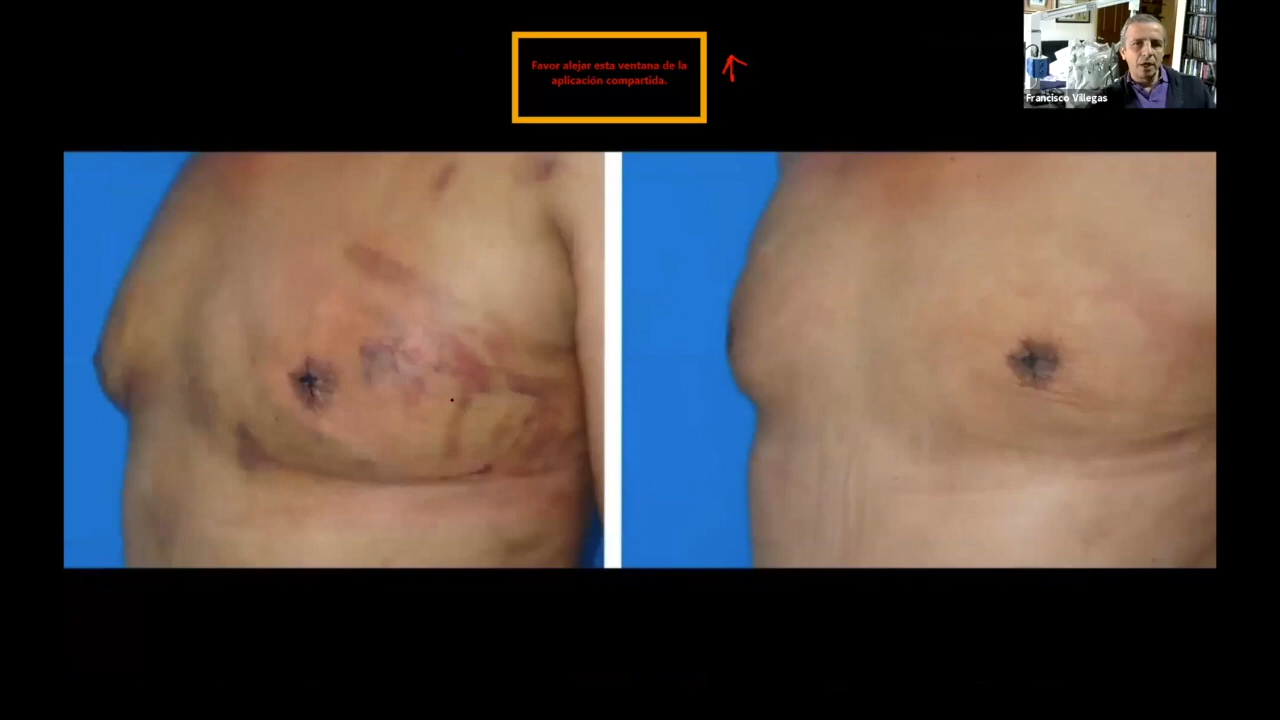 Favor alejar esta ventana de la
aplicación compartida.
Francisco Villegas